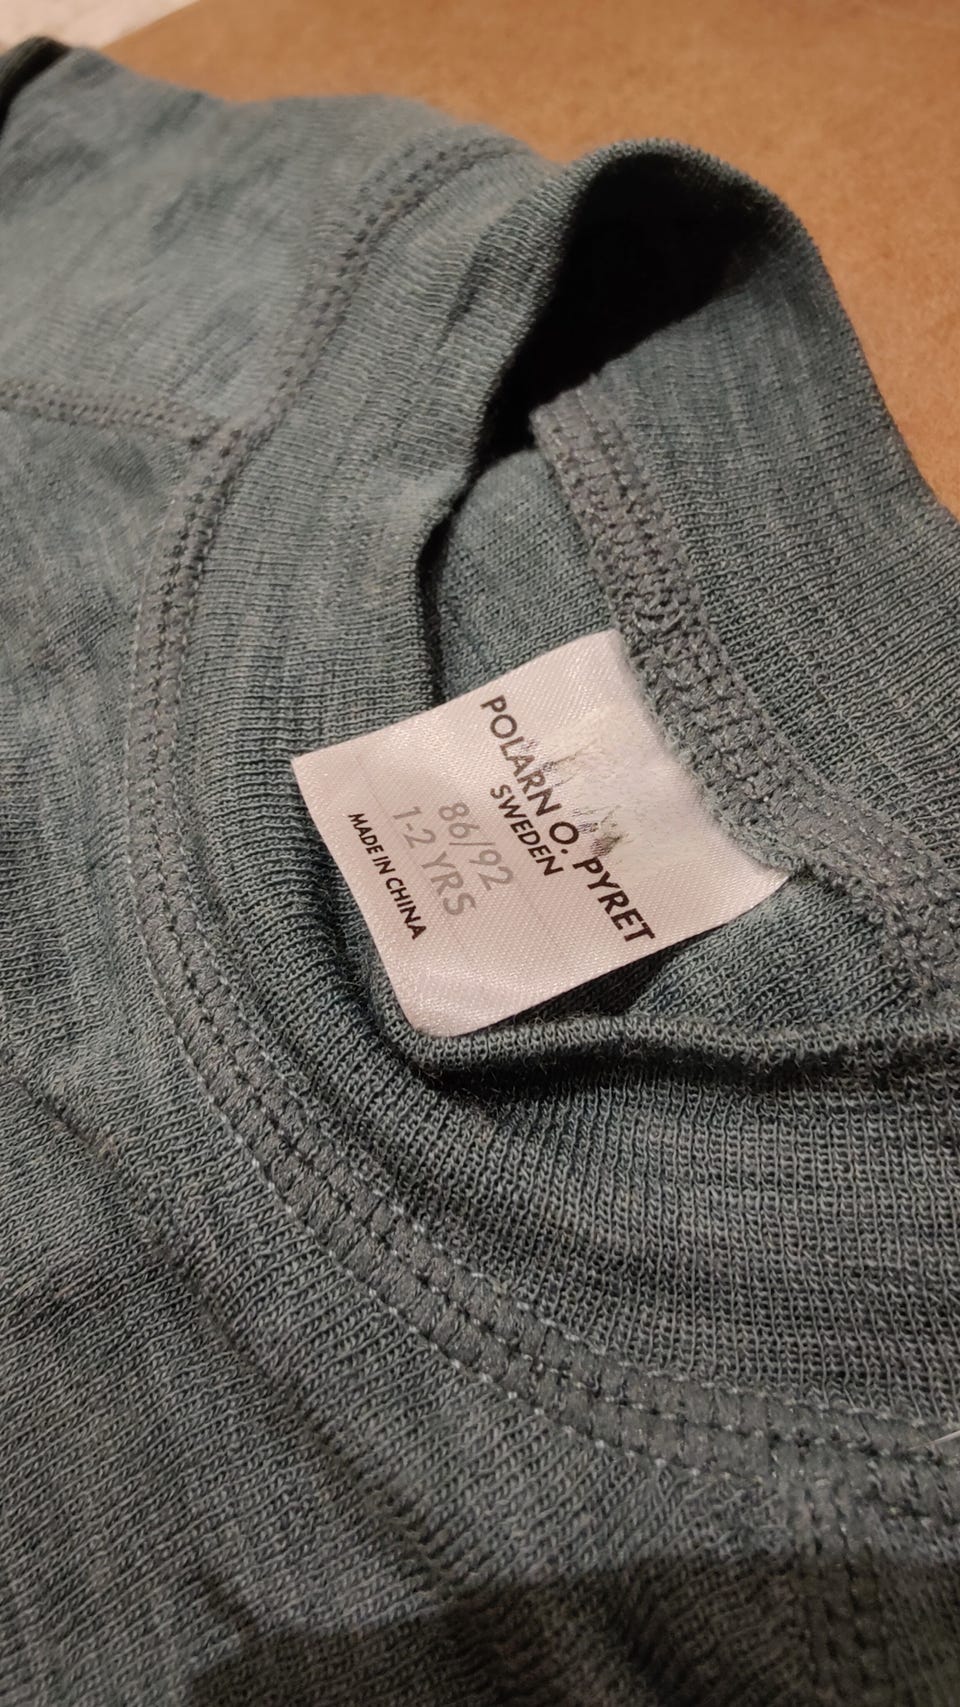 POLARN O. PYRET
SWEDEN
86/92
1-2 YRS
MADE IN CHINA